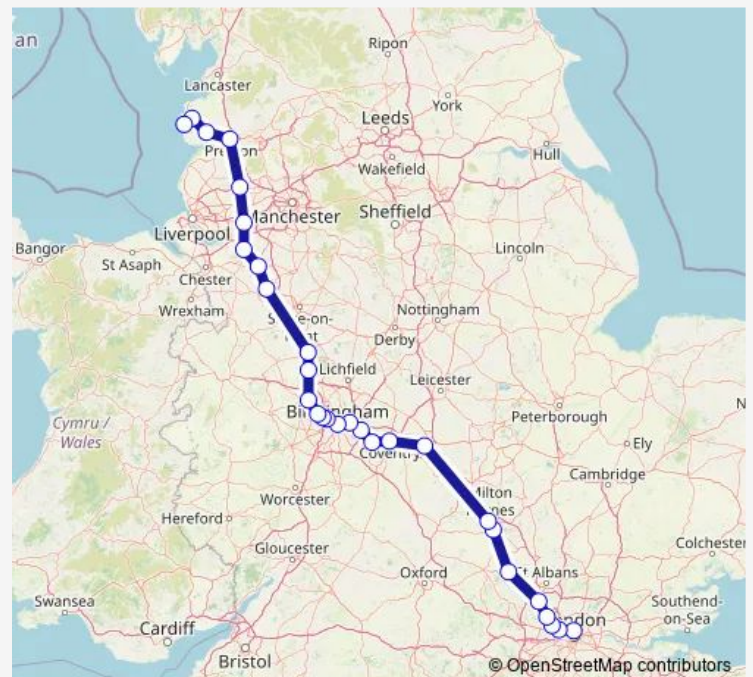 an
Ripon
Lancaster
York
Leeds
Hull
Wakefield
Manchester
Sheffield
Liverpool
Bangor
St Asaph
Lincoln
Chester
Wrexham
Nottingham
Derby
Lichfield
Leicester
Peterborough
Cymru /
Wales
Ely
Coventry
Cambridge
Worcester
Hereford
Milton
Colchester
Gloucester
Oxford
St Albans
Swansea
Southend-
on-Sea
Cardiff
Bristol
© OpenStreetMap contributors